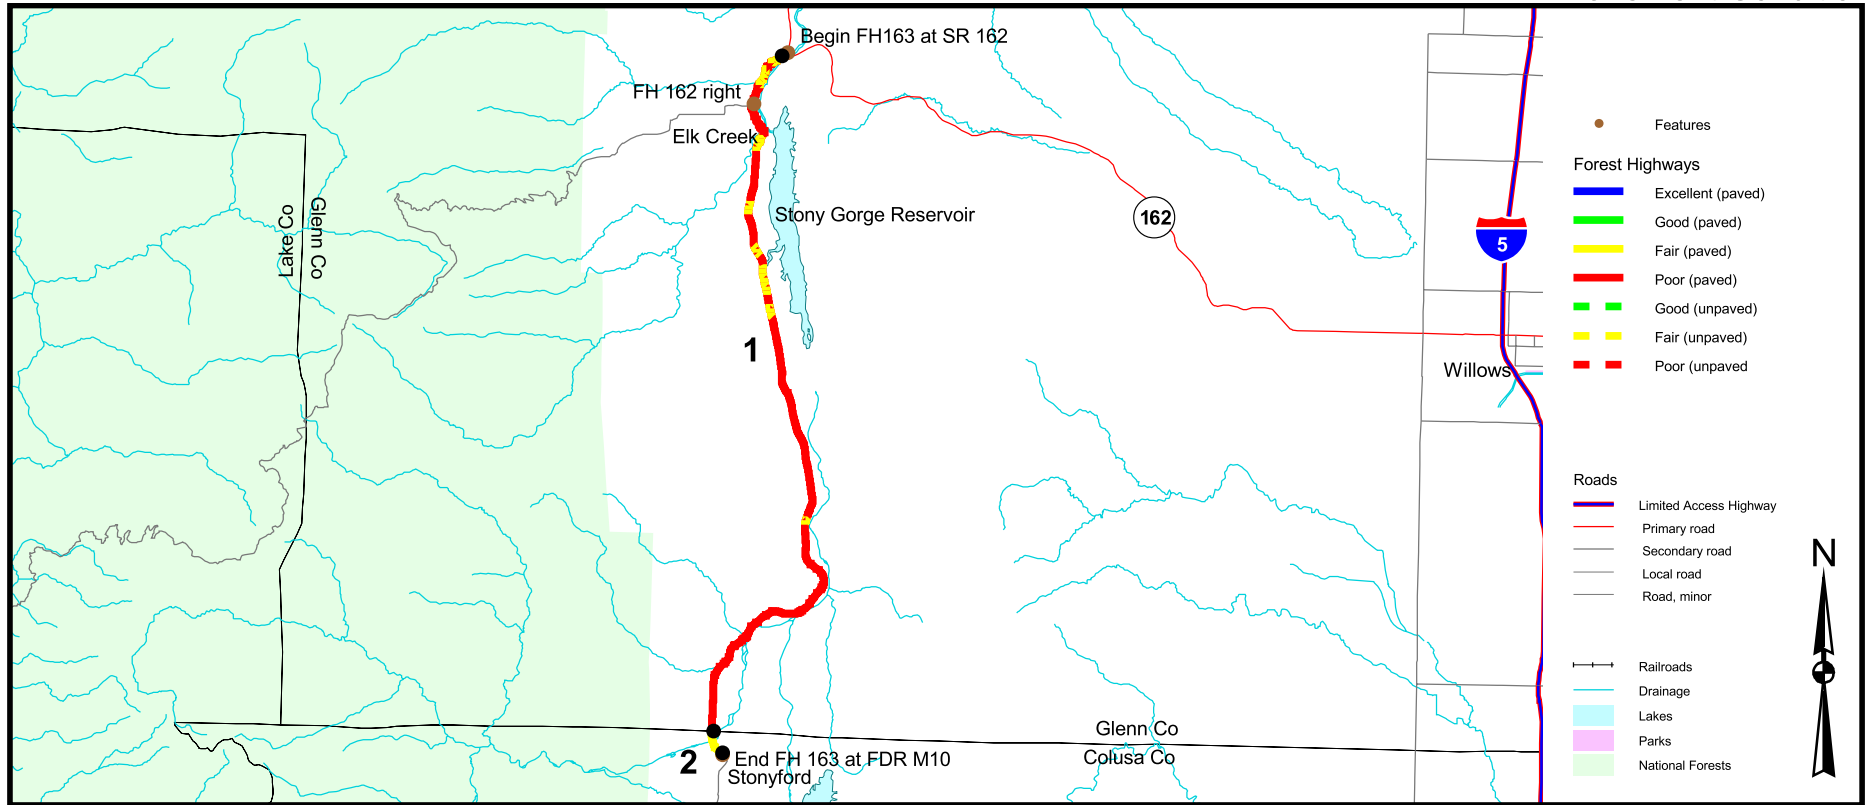 Begin FH163 at SR 162
FH 162 right
Elk Creek
Stony Gorge Reservoir
Lake Co
Glenn Co
162
5
1
Willows
Glenn Co
Colusa Co
2
End FH 163 at FDR M10
Stonyford
Features
Forest Highways
Excellent (paved)
Good (paved)
Fair (paved)
Poor (paved)
Good (unpaved)
Fair (unpaved)
Poor (unpaved
Roads
Limited Access Highway
Primary road
Secondary road
Local road
Road, minor
N
Railroads
Drainage
Lakes
Parks
National Forests